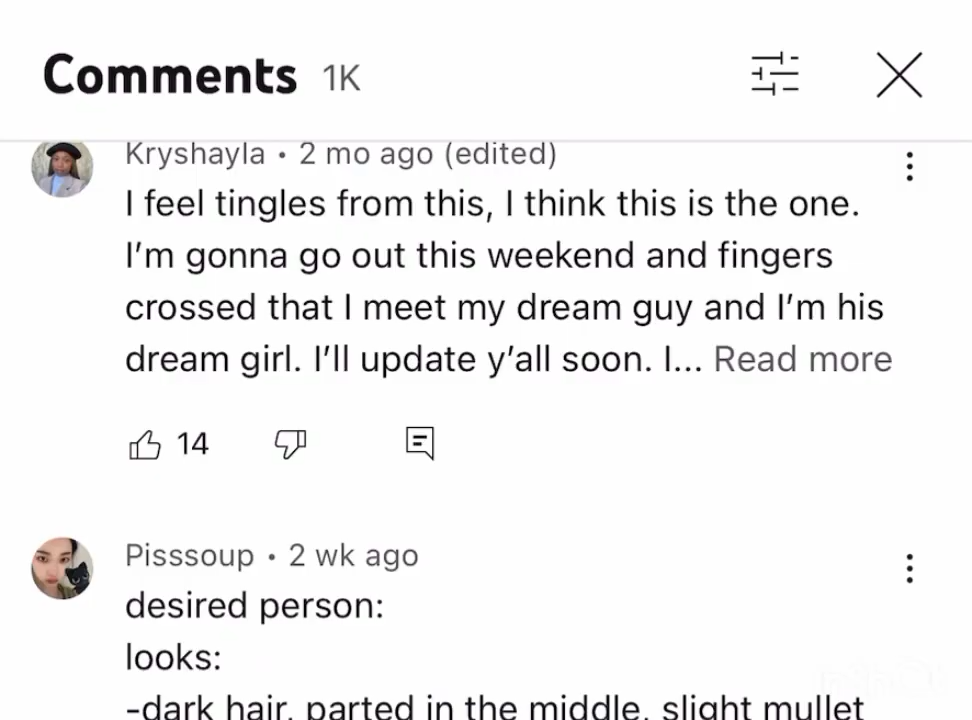 Comments 1K
Kryshayla • 2 mo ago (edited)
I feel tingles from this, I think this is the one.
I’m gonna go out this weekend and fingers
crossed that I meet my dream guy and I’m his
dream girl. I’ll update y’all soon. I... Read more
14
Pisssoup • 2 wk ago
desired person:
looks:
-dark hair, parted in the middle, slight mullet